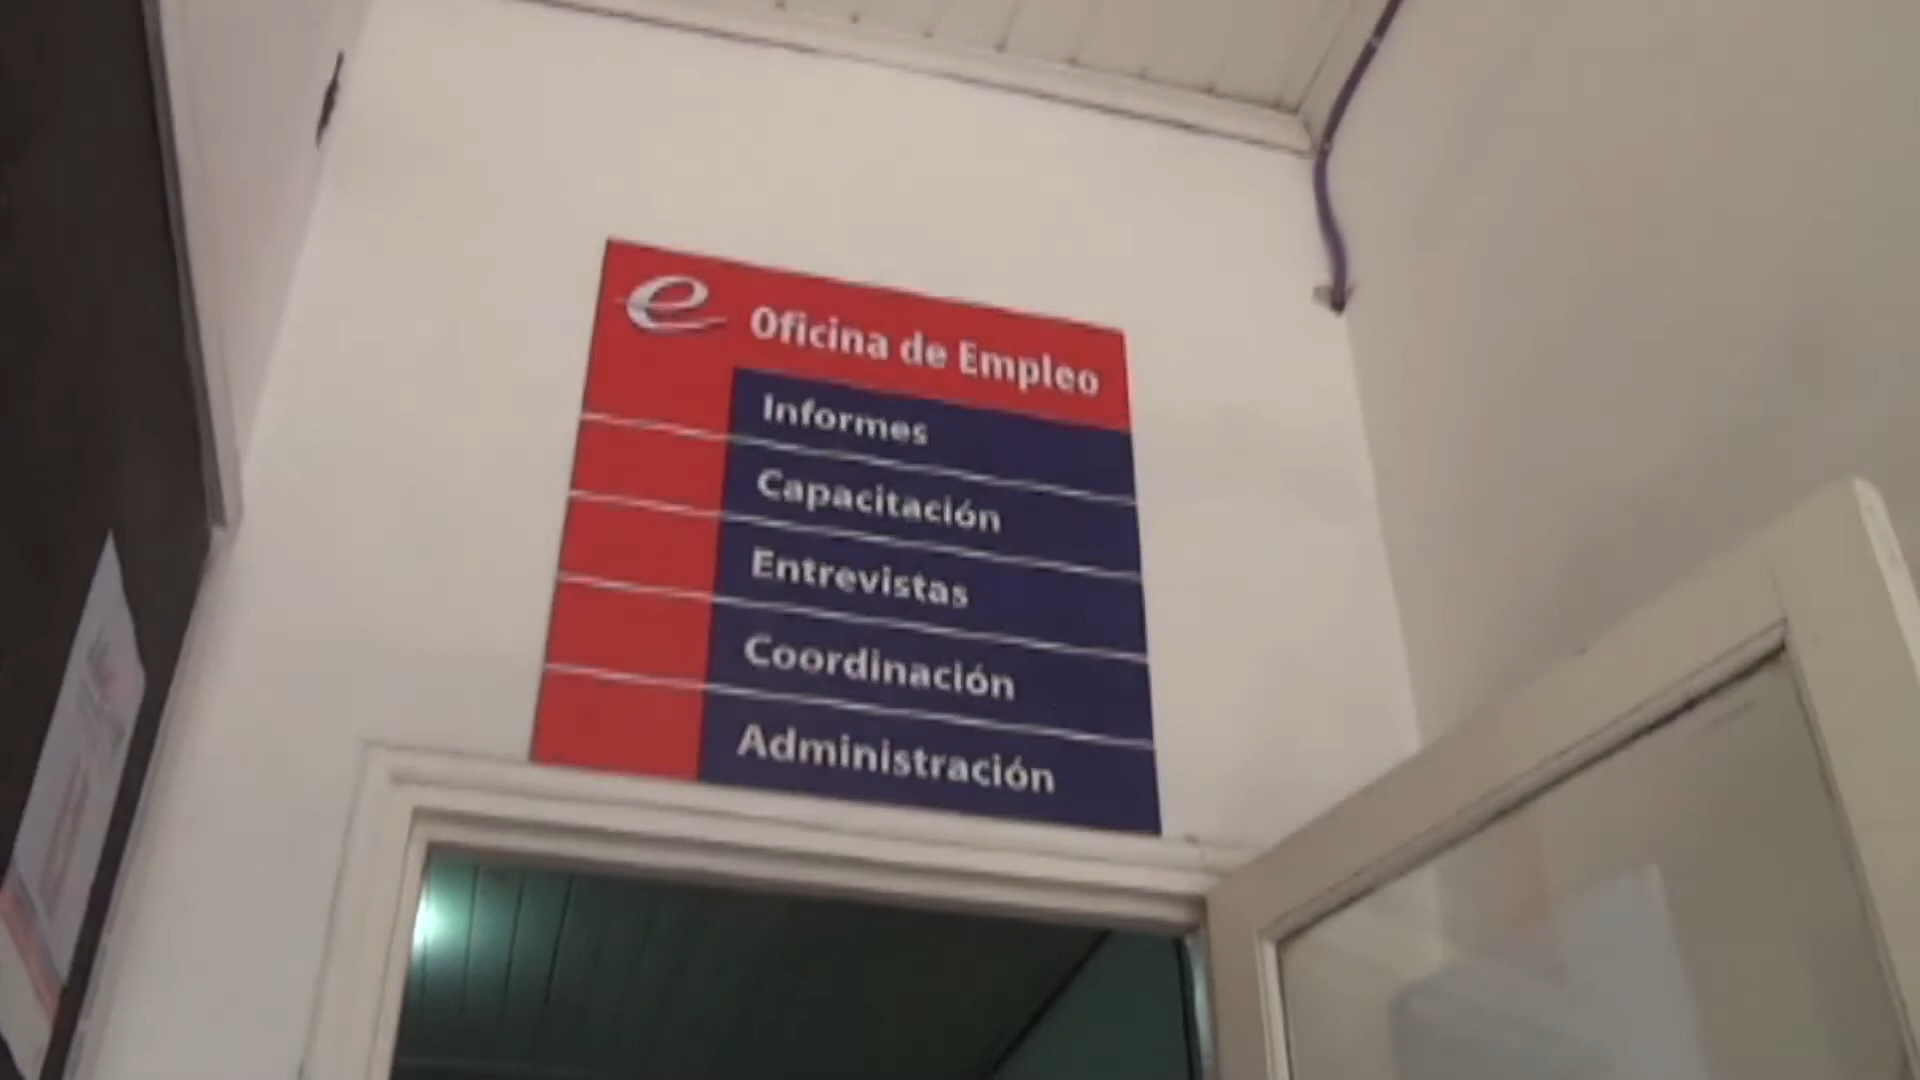 e Oficina de Empleo
Informes
Capacitación
Entrevistas
Coordinación
Administración